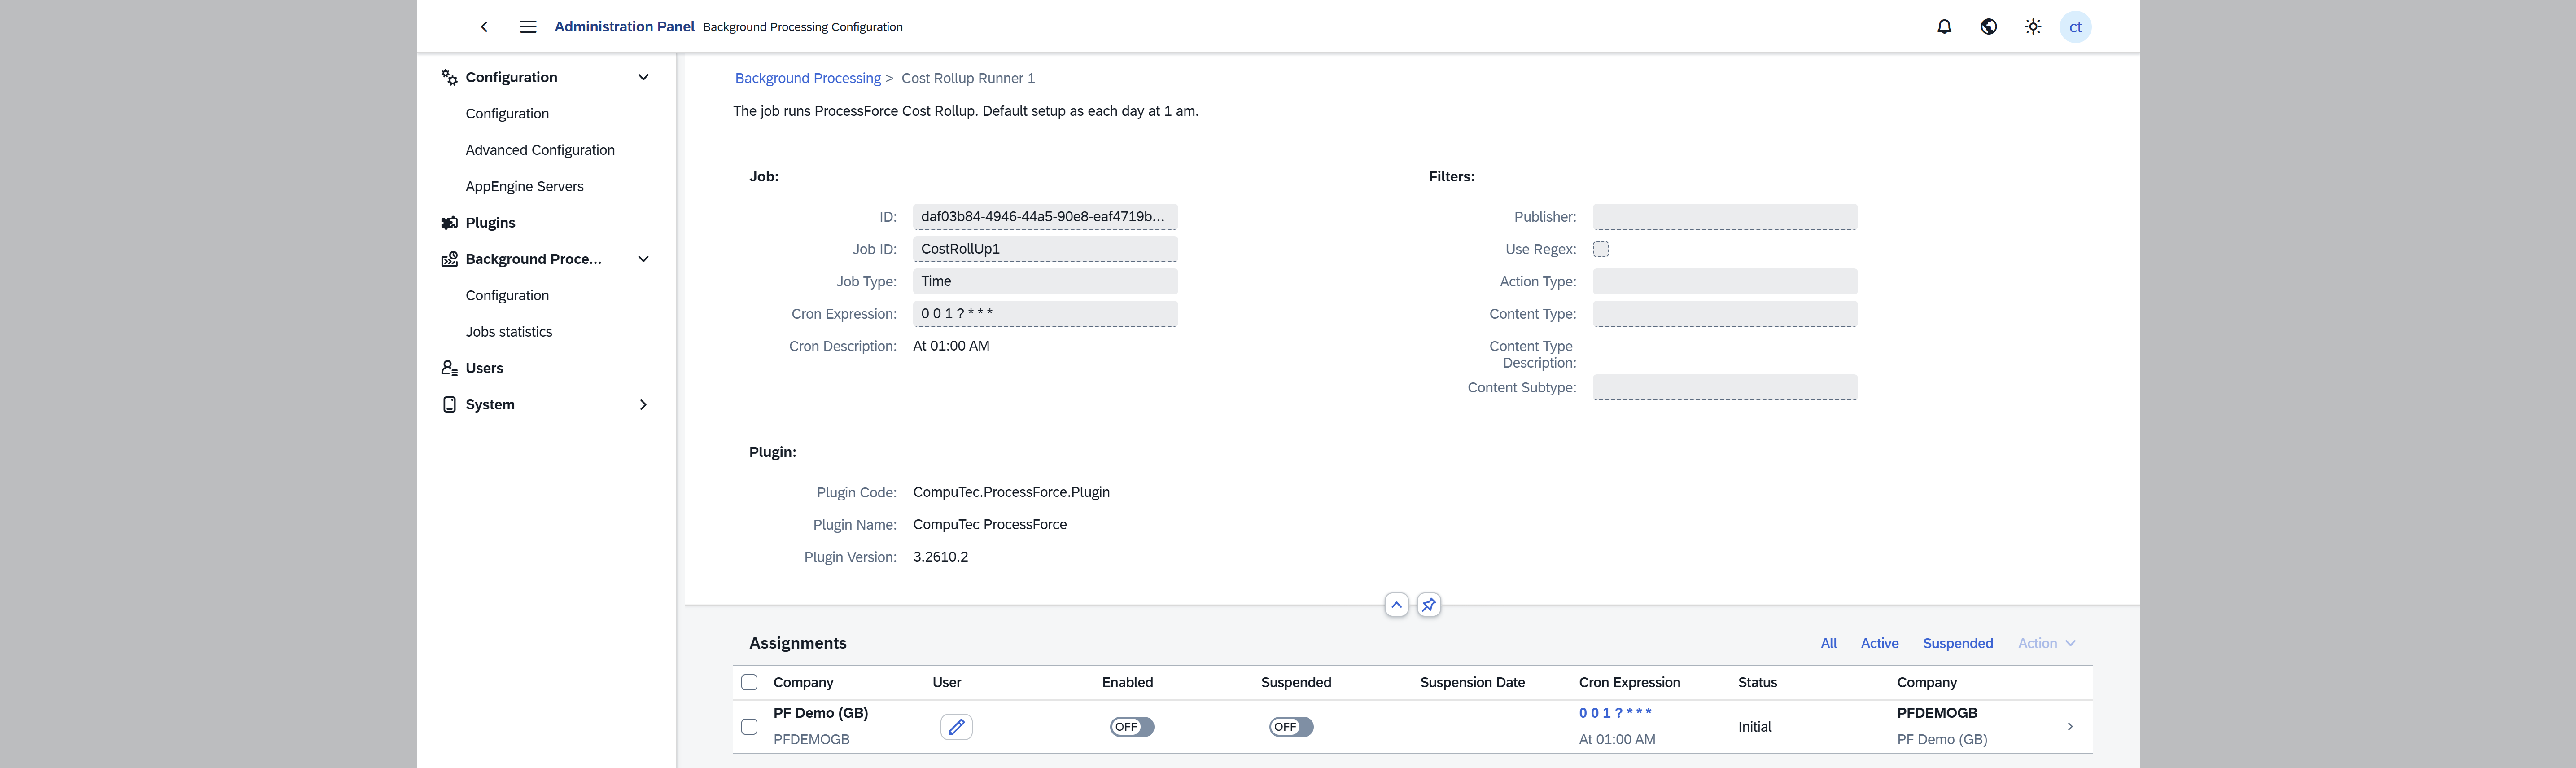 Administration Panel Background Processing Configuration
ct
Configuration
Configuration
Advanced Configuration
AppEngine Servers
Plugins
Background Proce...
Configuration
Jobs statistics
Users
System
Background Processing > Cost Rollup Runner 1
The job runs ProcessForce Cost Rollup. Default setup as each day at 1 am.
Job:
ID: daf03b84-4946-44a5-90e8-eaf4719b...
Job ID: CostRollUp1
Job Type: Time
Cron Expression: 0 0 1 ? * * *
Cron Description: At 01:00 AM
Filters:
Publisher:
Use Regex:
Action Type:
Content Type:
Content Type
Description:
Content Subtype:
Plugin:
Plugin Code: CompuTec.ProcessForce.Plugin
Plugin Name: CompuTec ProcessForce
Plugin Version: 3.2610.2
Assignments
All Active Suspended Action
Company User Enabled Suspended Suspension Date Cron Expression Status Company
PF Demo (GB) OFF OFF 0 0 1 ? * * * Initial PFDEMOGB
PFDEMOGB At 01:00 AM PF Demo (GB)